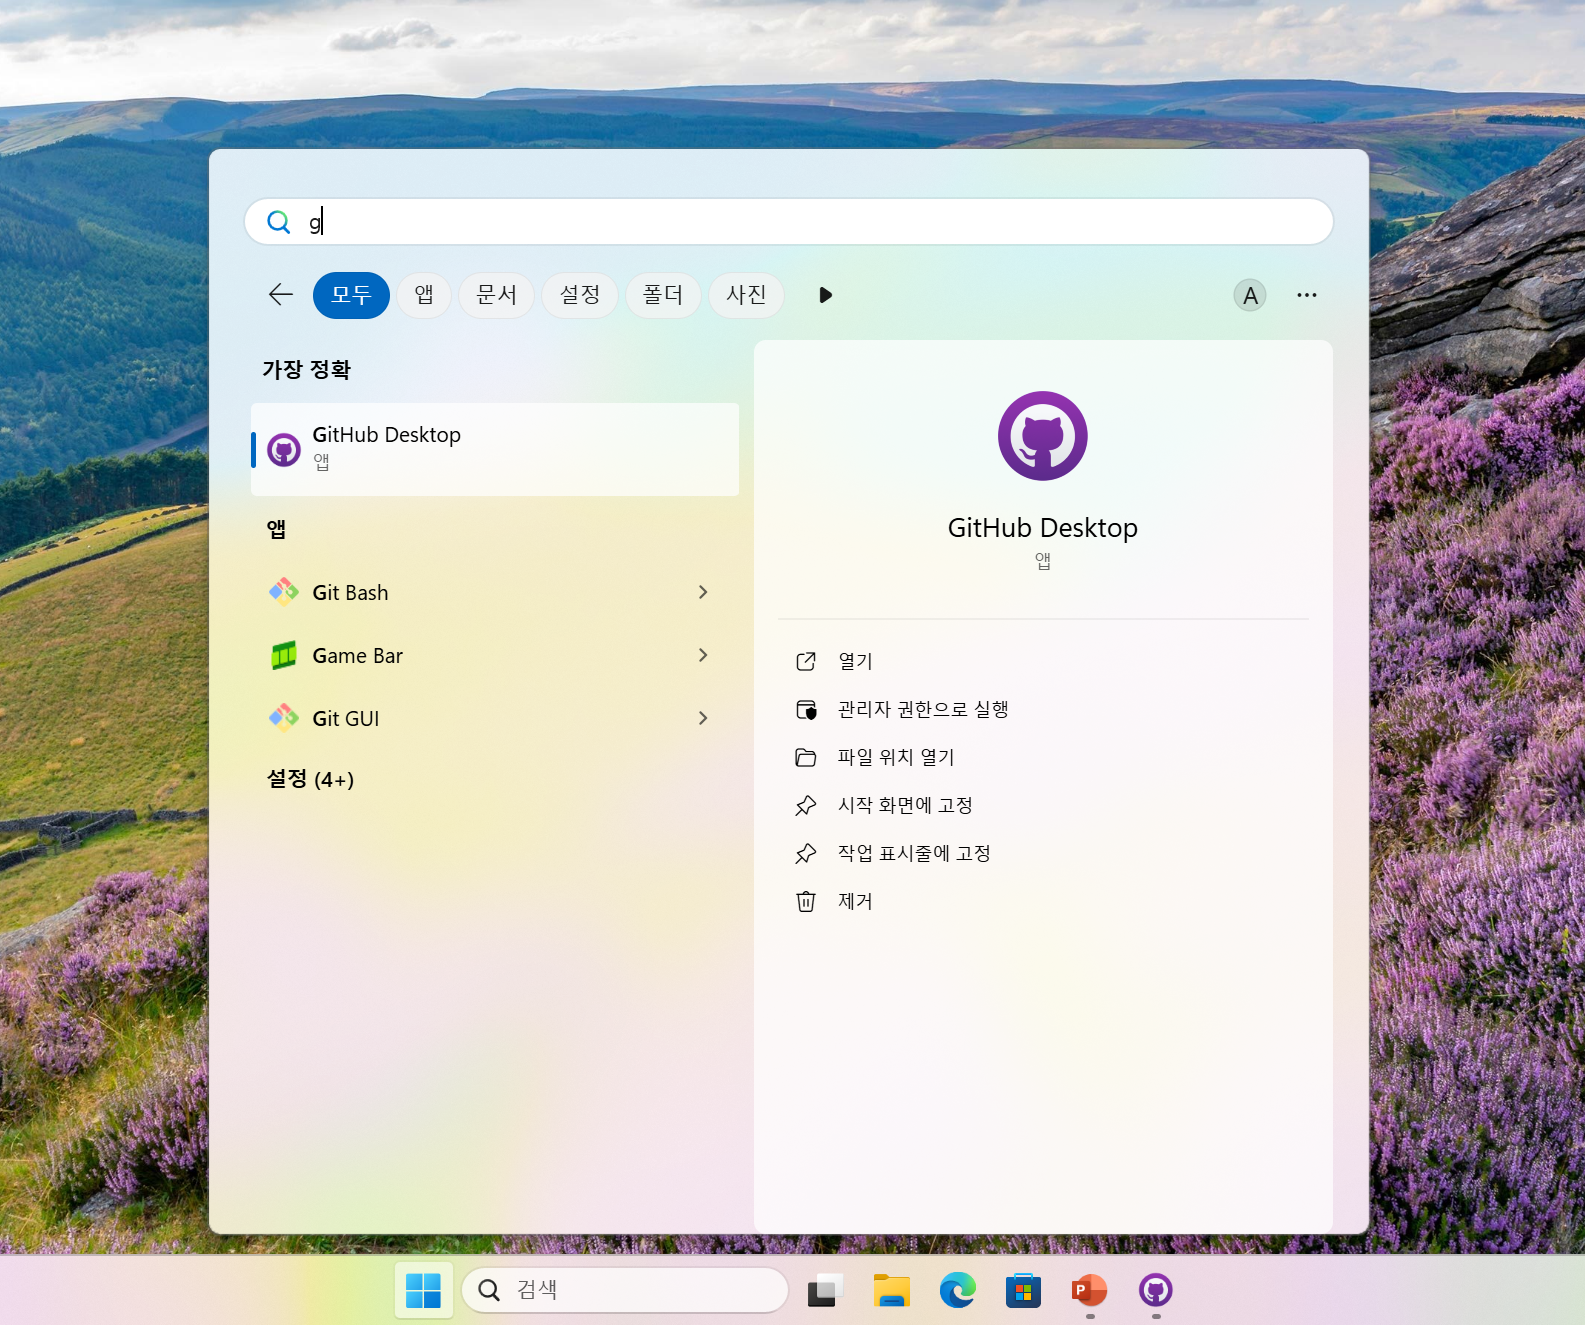 g
모두
앱
문서
설정
폴더
사진
A
가장 정확
GitHub Desktop
앱
앱
Git Bash
Game Bar
Git GUI
설정 (4+)
GitHub Desktop
앱
열기
관리자 권한으로 실행
파일 위치 열기
시작 화면에 고정
작업 표시줄에 고정
제거
검색
P